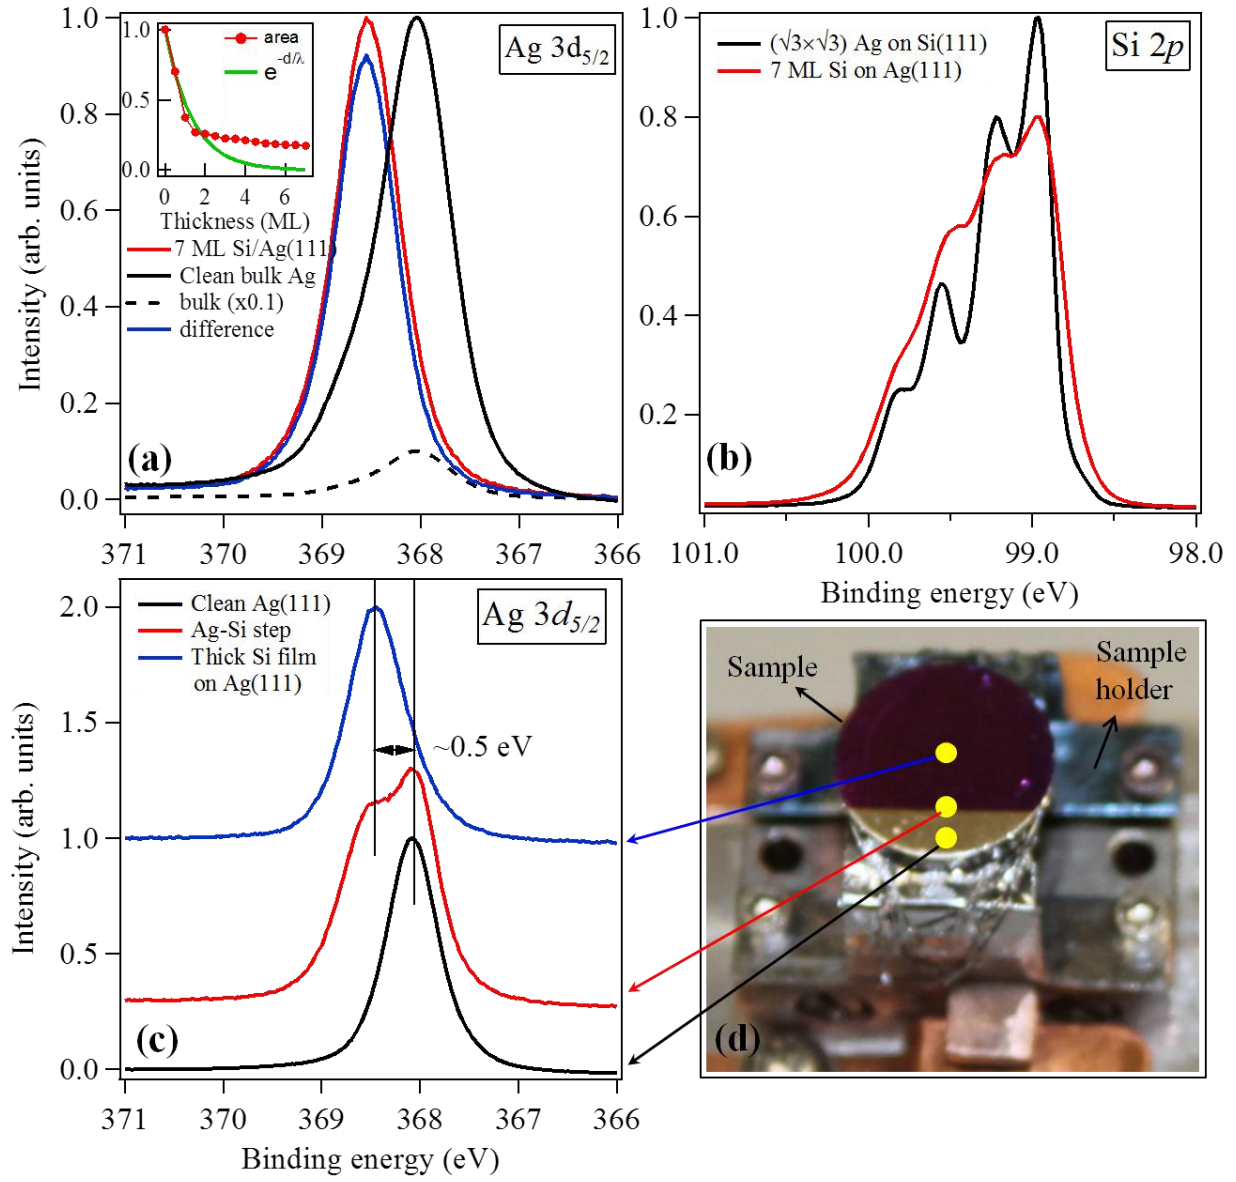 1.0
0.8
0.6
0.4
0.2
0.0
Intensity (arb. units)
371 370 369 368 367 366
Ag 3d5/2
1.0
0.5
0.0
0 2 4 6
Thickness (ML)
area
e^-d/λ
7 ML Si/Ag(111)
Clean bulk Ag
bulk (x0.1)
difference
(a)
1.0
0.8
0.6
0.4
0.2
Intensity (arb. units)
(√3×√3) Ag on Si(111)
7 ML Si on Ag(111)
Si 2p
(b)
101.0 100.0 99.0 98.0
Binding energy (eV)
2.0
1.5
1.0
0.5
0.0
Intensity (arb. units)
Clean Ag(111)
Ag-Si step
Thick Si film
on Ag(111)
Ag 3d5/2
~0.5 eV
(c)
371 370 369 368 367 366
Binding energy (eV)
Sample
Sample
holder
(d)